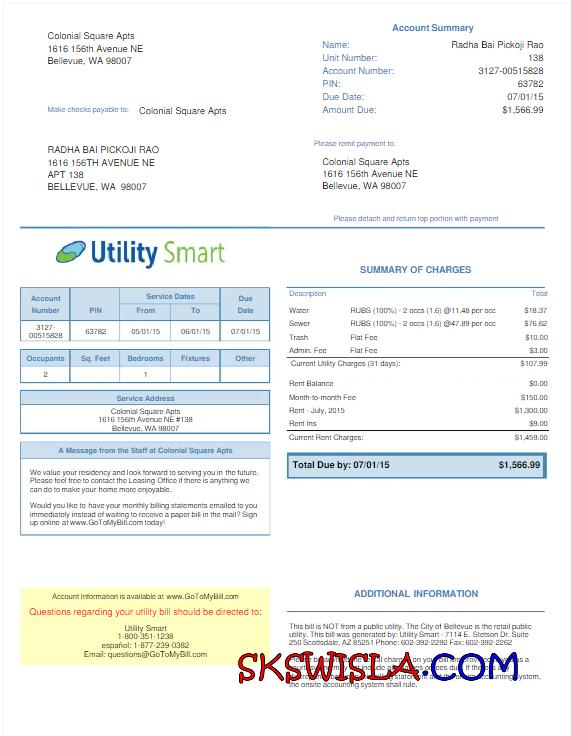 Account Summary
Colonial Square Apts
1616 156th Avenue NE
Bellevue, WA 98007
Name: Radha Bai Pickoji Rao
Unit Number: 138
Account Number: 3127-00515828
PIN: 63782
Due Date: 07/01/15
Amount Due: $1,566.99
Make checks payable to: Colonial Square Apts
Please remit payment to:
RADHA BAI PICKOJI RAO
1616 156TH AVENUE NE
APT 138
BELLEVUE, WA 98007
Colonial Square Apts
1616 156th Avenue NE
Bellevue, WA 98007
Please detach and return top portion with payment
Utility Smart
Account Number PIN Service Dates From To Due Date
3127-00515828 63782 05/01/15 06/01/15 07/01/15
Occupants Sq. Feet Bedrooms Fixtures Other
2 1
Service Address
Colonial Square Apts
1616 156th Avenue NE #138
Bellevue, WA 98007
A Message from the Staff at Colonial Square Apts
We value your residency and look forward to serving you in the future.
Please feel free to contact the Leasing Office if there is anything we
can do to make your home more enjoyable.
Would you like to have your monthly billing statements emailed to you
immediately instead of waiting to receive a paper bill in the mail? Sign
up online at www.GoToMyBill.com today!
SUMMARY OF CHARGES
Description Total
Water RUBS (100%) - 2 occs (1.6) @11.48 per occ $18.37
Sewer RUBS (100%) - 2 occs (1.6) @47.89 per occ $76.62
Trash Flat Fee $10.00
Admin. Fee Flat Fee $3.00
Current Utility Charges (31 days): $107.99
Rent Balance $0.00
Month-to-month Fee $150.00
Rent - July, 2015 $1,300.00
Rent Ins $9.00
Current Rent Charges: $1,459.00
Total Due by: 07/01/15 $1,566.99
Account Information is available at www.GoToMyBill.com
Questions regarding your utility bill should be directed to:
Utility Smart
1-800-351-1238
español: 1-877-239-0382
Email: questions@GoToMyBill.com
ADDITIONAL INFORMATION
This bill is NOT from a public utility. The City of Bellevue is the retail public
utility. This bill was generated by: Utility Smart - 7114 E. Stetson Dr. Suite
250 Scottsdale, AZ 85251 Phone: 602-392-2292 Fax: 602-392-2262
the onsite accounting system shall rule.
SKSWISLA.COM